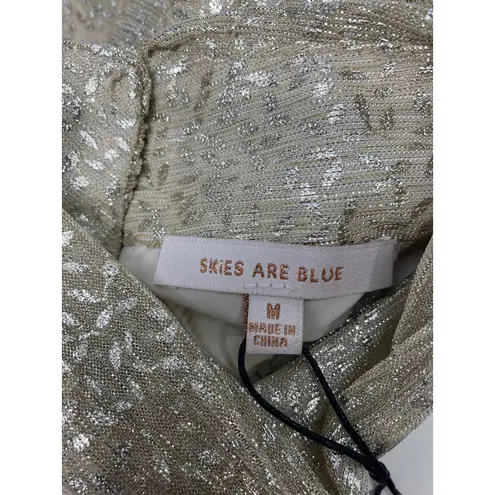 SKiES ARE BLUE
M
MADE IN
CHINA